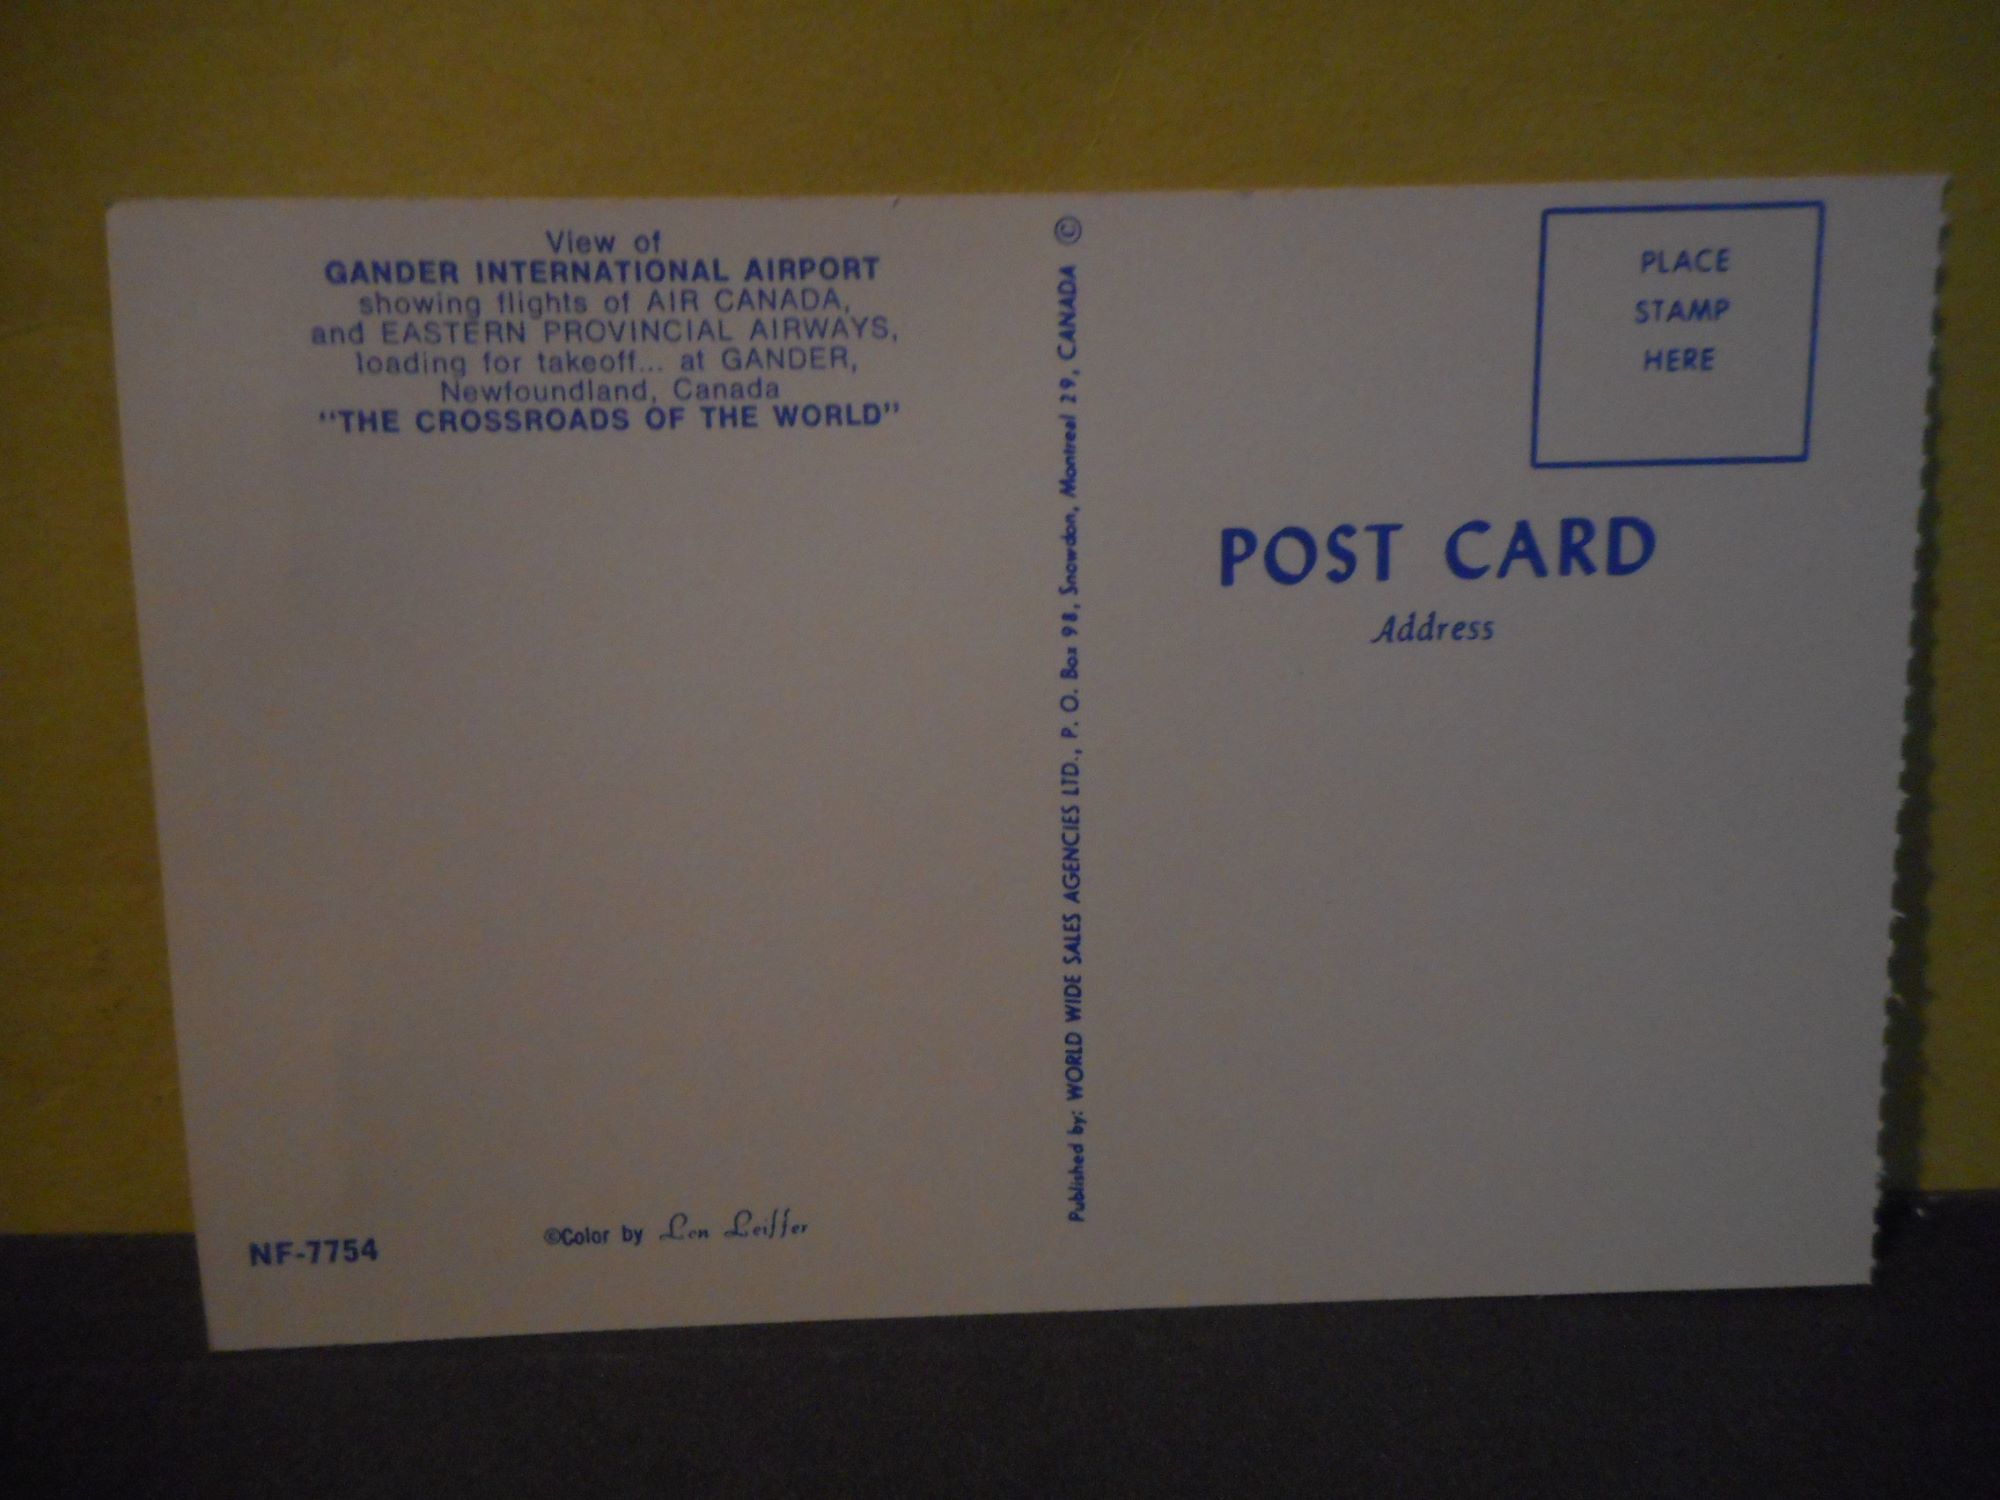 View of
GANDER INTERNATIONAL AIRPORT
showing flights of AIR CANADA,
and EASTERN PROVINCIAL AIRWAYS,
loading for takeoff... at GANDER,
Newfoundland, Canada
"THE CROSSROADS OF THE WORLD"
NF-7754
©Color by Len Leiffer
Published by: WORLD WIDE SALES AGENCIES LTD., P. O. Box 98, Snowdon, Montreal 29, CANADA ©
PLACE
STAMP
HERE
POST CARD
Address